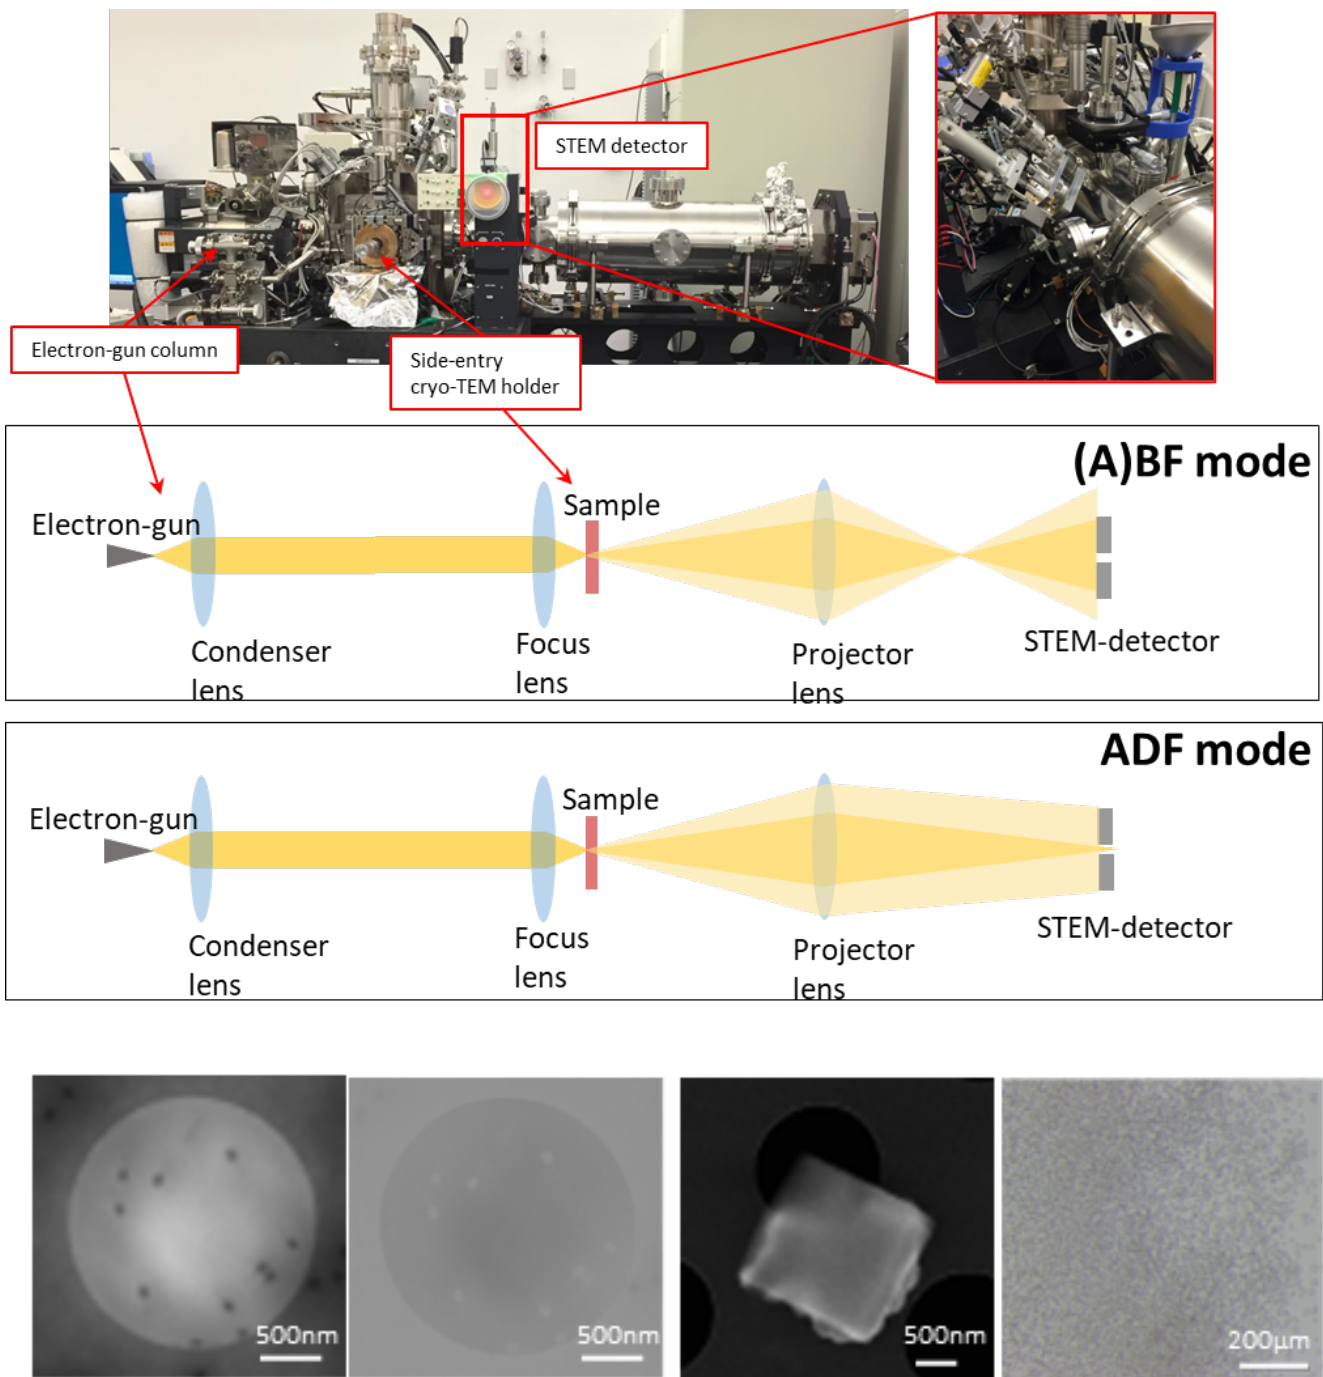 STEM detector
Electron-gun column
Side-entry
cryo-TEM holder
(A)BF mode
Electron-gun
Sample
Condenser
lens
Focus
lens
Projector
lens
STEM-detector
ADF mode
Electron-gun
Sample
Condenser
lens
Focus
lens
Projector
lens
STEM-detector
500nm
500nm
500nm
200μm